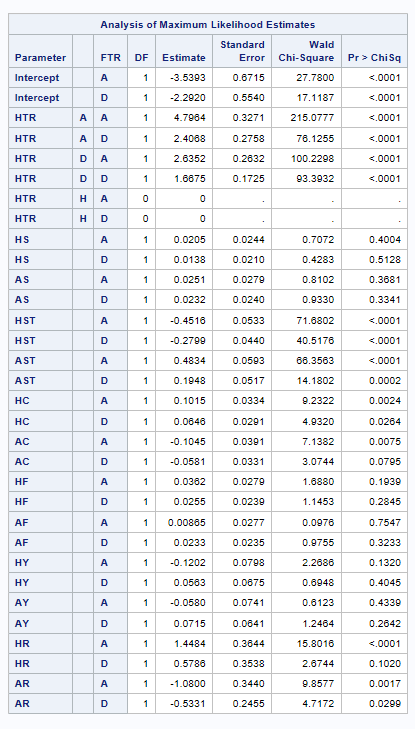 Analysis of Maximum Likelihood Estimates
Parameter FTR DF Estimate Standard Error Wald Chi-Square Pr > ChiSq
Intercept A 1 -3.5393 0.6715 27.7800 <.0001
Intercept D 1 -2.2920 0.5540 17.1187 <.0001
HTR A A 1 4.7964 0.3271 215.0777 <.0001
HTR A D 1 2.4068 0.2758 76.1255 <.0001
HTR D A 1 2.6352 0.2632 100.2298 <.0001
HTR D D 1 1.6675 0.1725 93.3932 <.0001
HTR H A 0 0 . . .
HTR H D 0 0 . . .
HS A 1 0.0205 0.0244 0.7072 0.4004
HS D 1 0.0138 0.0210 0.4283 0.5128
AS A 1 0.0251 0.0279 0.8102 0.3681
AS D 1 0.0232 0.0240 0.9330 0.3341
HST A 1 -0.4516 0.0533 71.6802 <.0001
HST D 1 -0.2799 0.0440 40.5176 <.0001
AST A 1 0.4834 0.0593 66.3563 <.0001
AST D 1 0.1948 0.0517 14.1802 0.0002
HC A 1 0.1015 0.0334 9.2322 0.0024
HC D 1 0.0646 0.0291 4.9320 0.0264
AC A 1 -0.1045 0.0391 7.1382 0.0075
AC D 1 -0.0581 0.0331 3.0744 0.0795
HF A 1 0.0362 0.0279 1.6880 0.1939
HF D 1 0.0255 0.0239 1.1453 0.2845
AF A 1 0.00865 0.0277 0.0976 0.7547
AF D 1 0.0233 0.0235 0.9755 0.3233
HY A 1 -0.1202 0.0798 2.2686 0.1320
HY D 1 0.0563 0.0675 0.6948 0.4045
AY A 1 -0.0580 0.0741 0.6123 0.4339
AY D 1 0.0715 0.0641 1.2464 0.2642
HR A 1 1.4484 0.3644 15.8016 <.0001
HR D 1 0.5786 0.3538 2.6744 0.1020
AR A 1 -1.0800 0.3440 9.8577 0.0017
AR D 1 -0.5331 0.2455 4.7172 0.0299